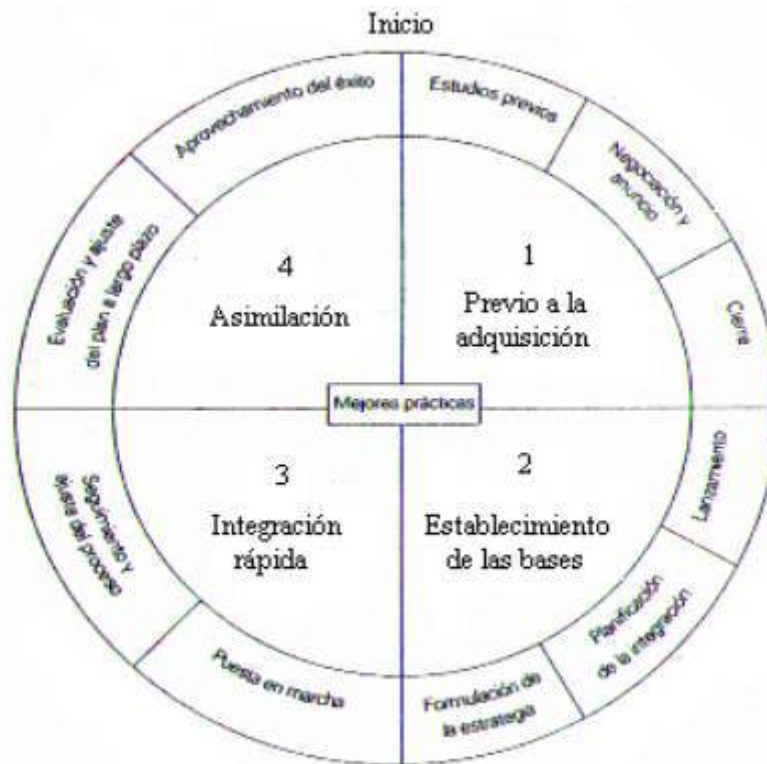 Inicio
Estudios previos
Negociación y
anuncio
Cierre
1
Previo a la
adquisición
Lanzamiento
Planificación
de la integración
Formulación de
la estrategia
2
Establecimiento
de las bases
Puesta en marcha
Seguimiento y
ajuste del proceso
3
Integración
rápida
Evaluación y ajuste
del plan a largo plazo
Aprovechamiento del éxito
4
Asimilación
Mejores prácticas